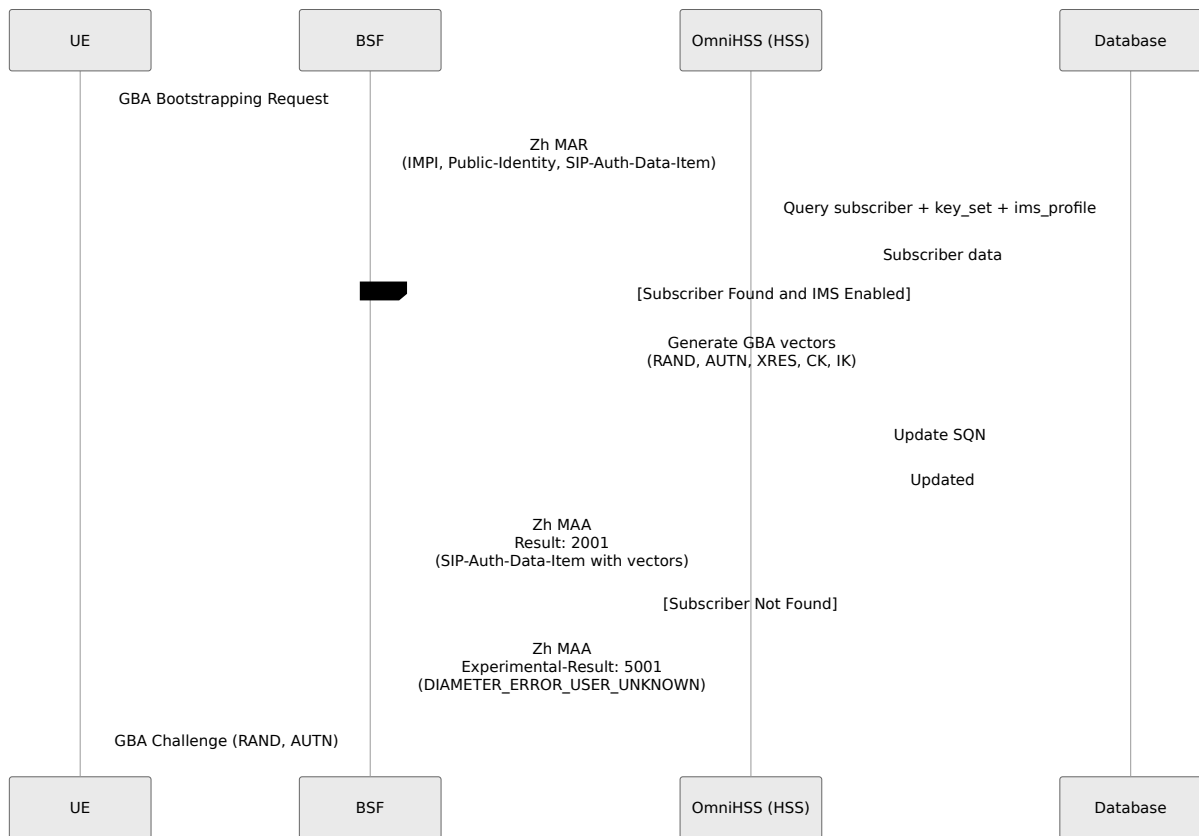 UE
BSF
OmniHSS (HSS)
Database
GBA Bootstrapping Request
Zh MAR
(IMPI, Public-Identity, SIP-Auth-Data-Item)
Query subscriber + key_set + ims_profile
Subscriber data
[Subscriber Found and IMS Enabled]
Generate GBA vectors
(RAND, AUTN, XRES, CK, IK)
Update SQN
Updated
Zh MAA
Result: 2001
(SIP-Auth-Data-Item with vectors)
[Subscriber Not Found]
Zh MAA
Experimental-Result: 5001
(DIAMETER_ERROR_USER_UNKNOWN)
GBA Challenge (RAND, AUTN)
UE
BSF
OmniHSS (HSS)
Database